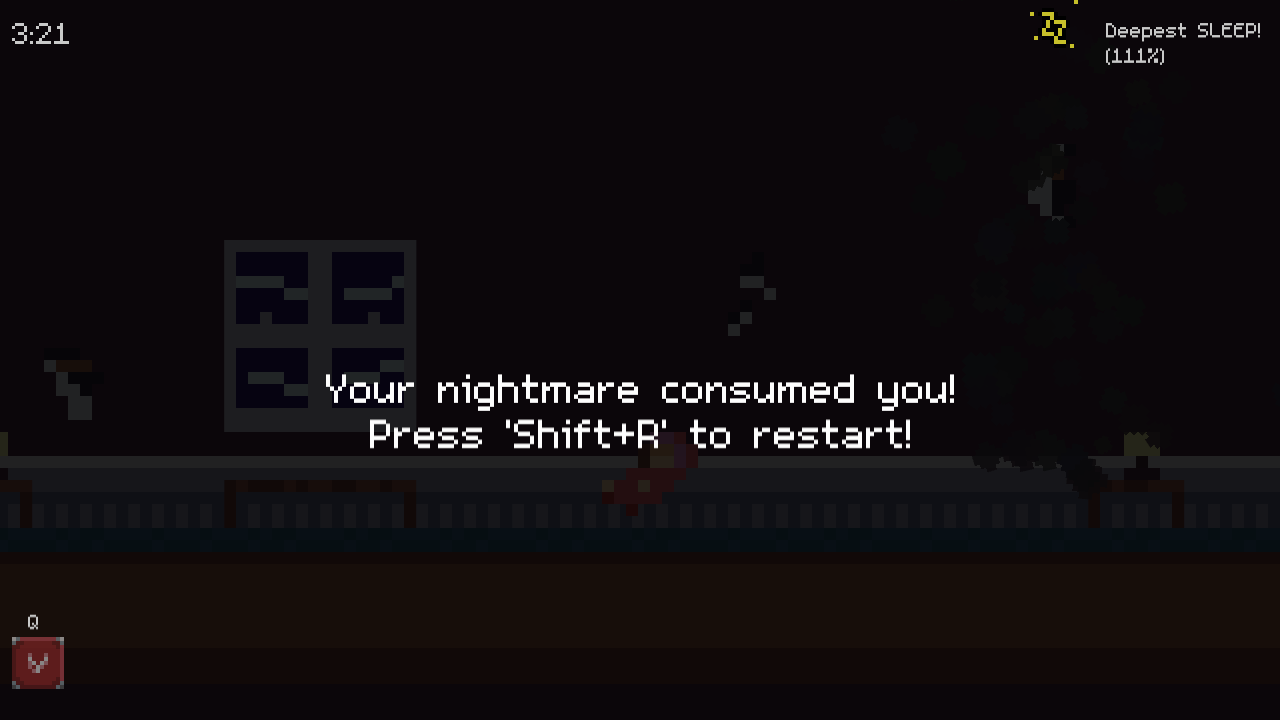 3:21
Deepest SLEEP!
(111%)
Your nightmare consumed you!
Press 'Shift+R' to restart!
Q